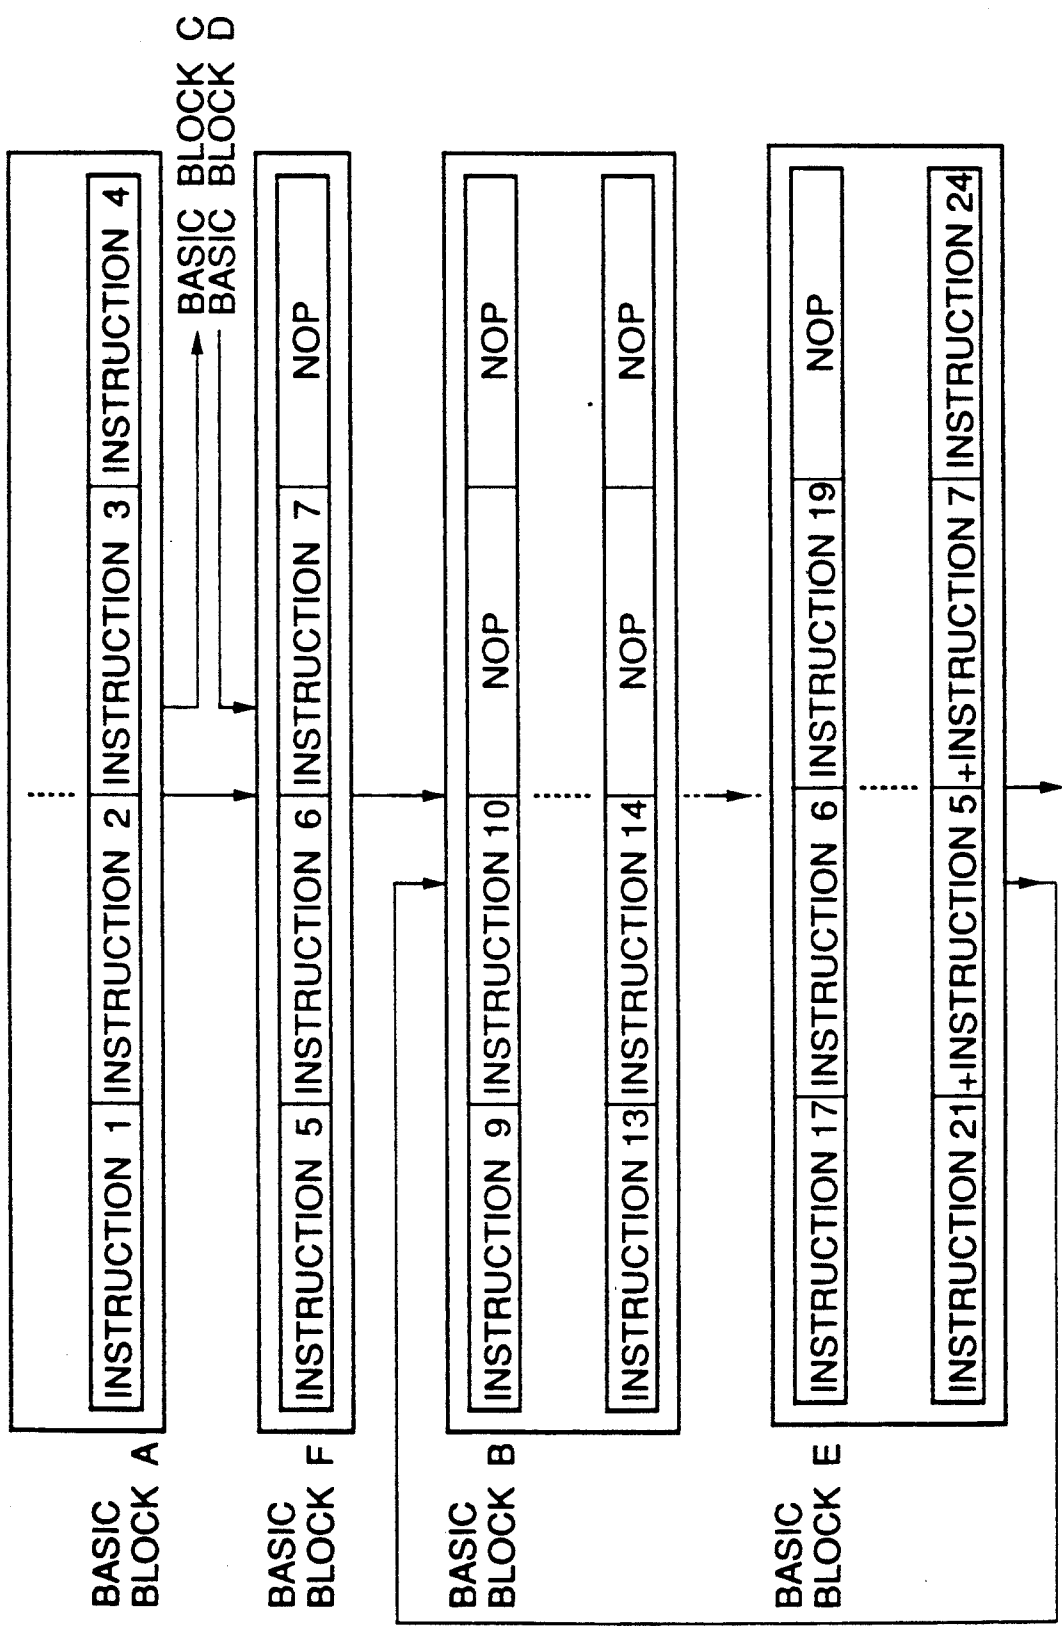 BASIC
BLOCK A
INSTRUCTION 1 INSTRUCTION 2 INSTRUCTION 3 INSTRUCTION 4
BASIC BLOCK C
BASIC BLOCK D
BASIC
BLOCK F
INSTRUCTION 5 INSTRUCTION 6 INSTRUCTION 7 NOP
BASIC
BLOCK B
INSTRUCTION 9 INSTRUCTION 10 NOP NOP
INSTRUCTION 13 INSTRUCTION 14 NOP NOP
BASIC
BLOCK E
INSTRUCTION 17 INSTRUCTION 6 INSTRUCTION 19 NOP
INSTRUCTION 21 +INSTRUCTION 5 +INSTRUCTION 7 INSTRUCTION 24